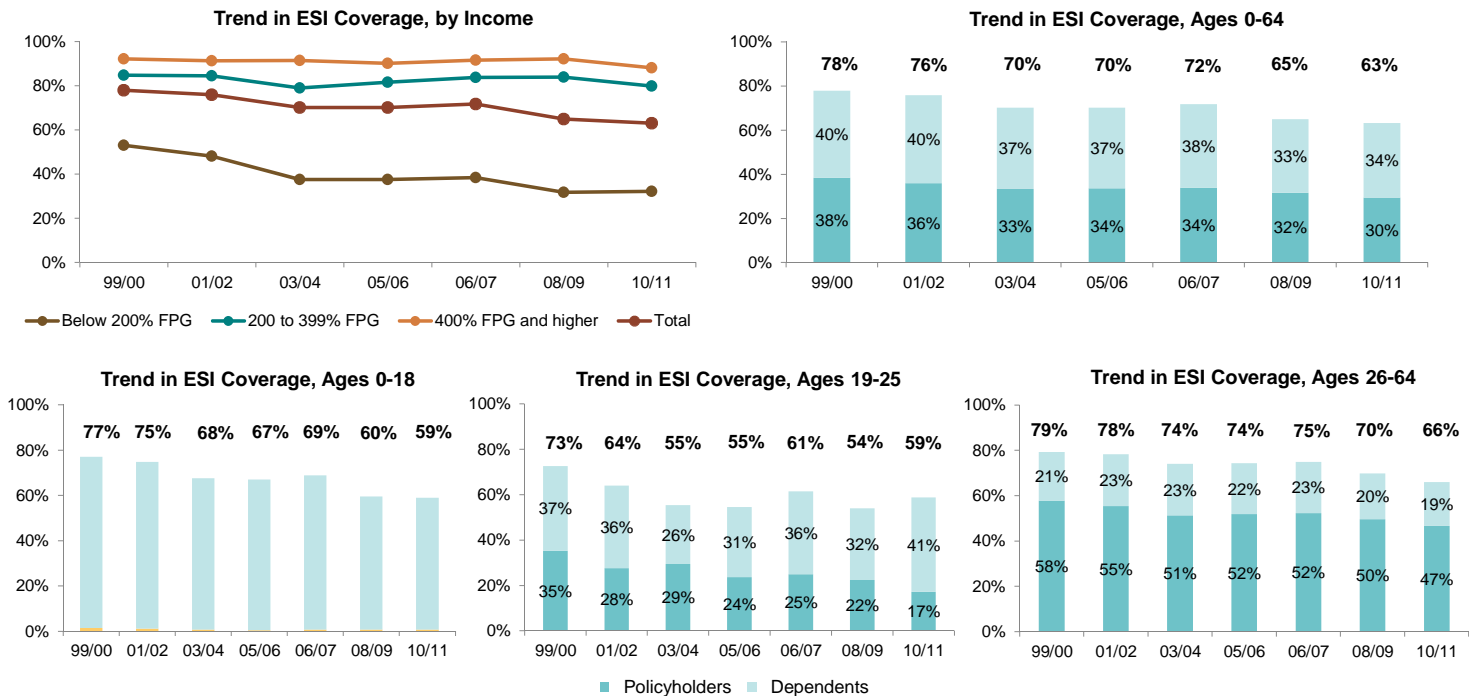 Trend in ESI Coverage, by Income
100%
80%
60%
40%
20%
0%
99/00 01/02 03/04 05/06 06/07 08/09 10/11
Below 200% FPG 200 to 399% FPG 400% FPG and higher Total
Trend in ESI Coverage, Ages 0-64
100%
80%
60%
40%
20%
0%
78% 76% 70% 70% 72% 65% 63%
40% 40% 37% 37% 38% 33% 34%
38% 36% 33% 34% 34% 32% 30%
99/00 01/02 03/04 05/06 06/07 08/09 10/11
Trend in ESI Coverage, Ages 0-18
100%
80%
60%
40%
20%
0%
77% 75% 68% 67% 69% 60% 59%
99/00 01/02 03/04 05/06 06/07 08/09 10/11
Trend in ESI Coverage, Ages 19-25
100%
80%
60%
40%
20%
0%
73% 64% 55% 55% 61% 54% 59%
37% 36% 26% 31% 36% 32% 41%
35% 28% 29% 24% 25% 22% 17%
99/00 01/02 03/04 05/06 06/07 08/09 10/11
Trend in ESI Coverage, Ages 26-64
100%
80%
60%
40%
20%
0%
79% 78% 74% 74% 75% 70% 66%
21% 23% 23% 22% 23% 20% 19%
58% 55% 51% 52% 52% 50% 47%
99/00 01/02 03/04 05/06 06/07 08/09 10/11
Policyholders Dependents